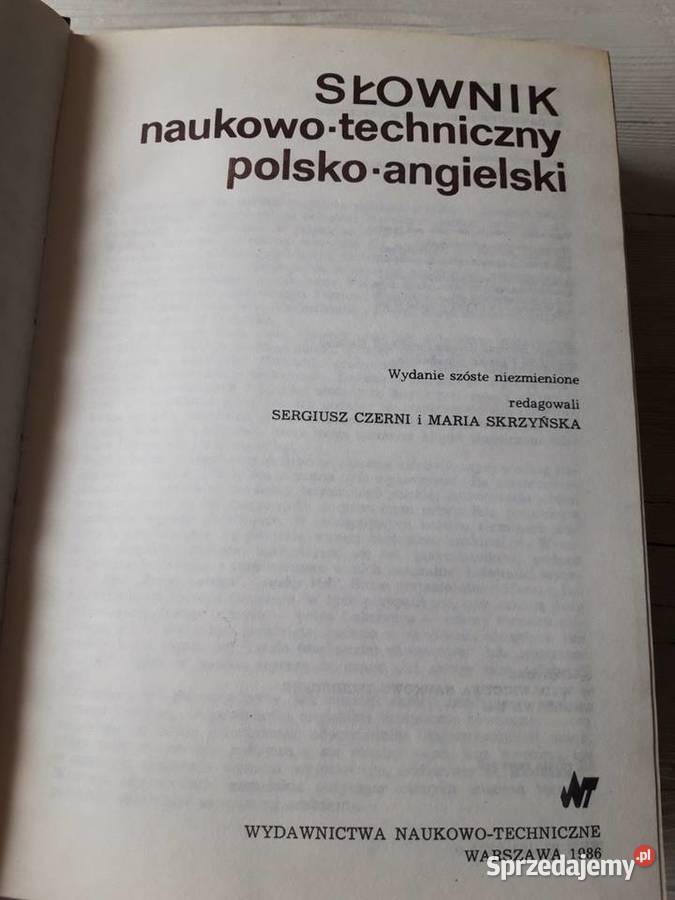 SŁOWNIK
naukowo·techniczny
polsko·angielski
Wydanie szóste niezmienione
redagowali
SERGIUSZ CZERNI i MARIA SKRZYŃSKA
WNT
WYDAWNICTWA NAUKOWO-TECHNICZNE
WARSZAWA 1986
Sprzedajemy.pl